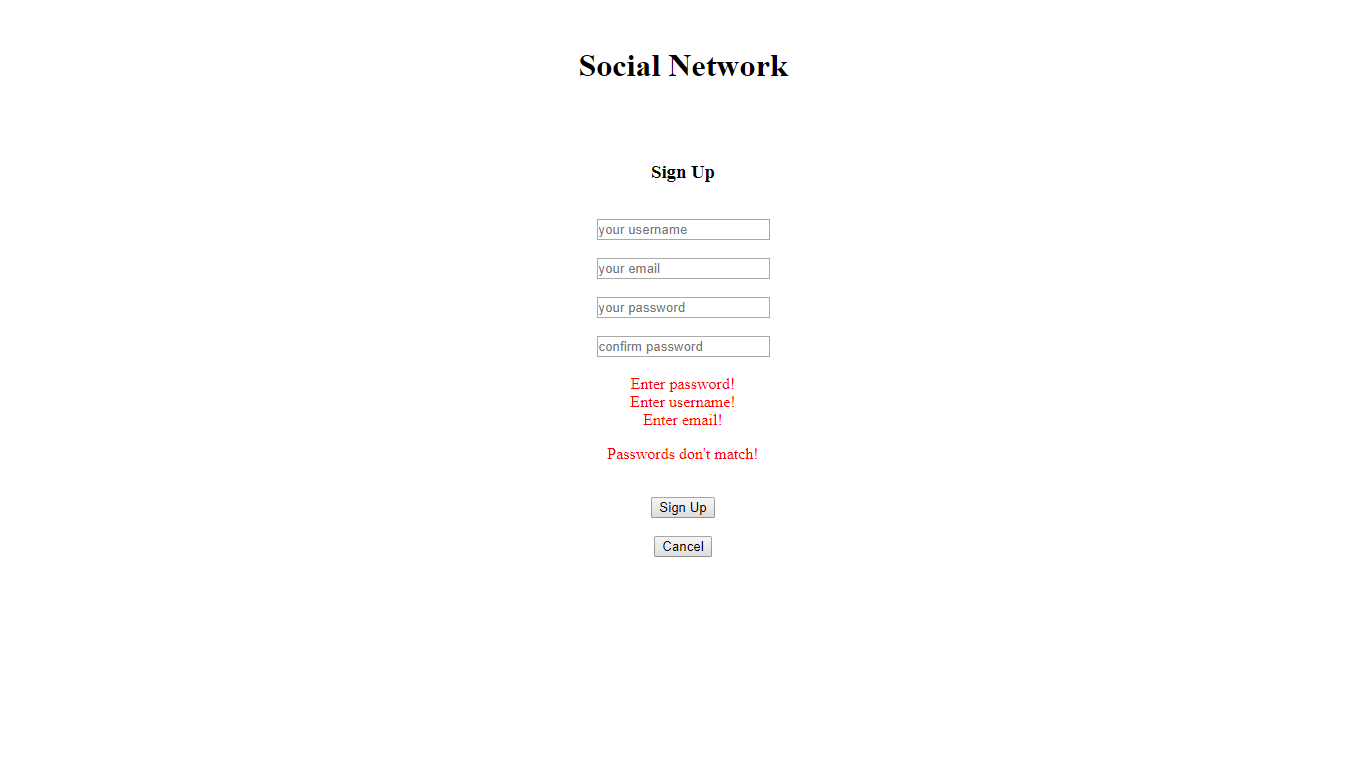 Social Network
Sign Up
your username
your email
your password
confirm password
Enter password!
Enter username!
Enter email!
Passwords don't match!
Sign Up
Cancel